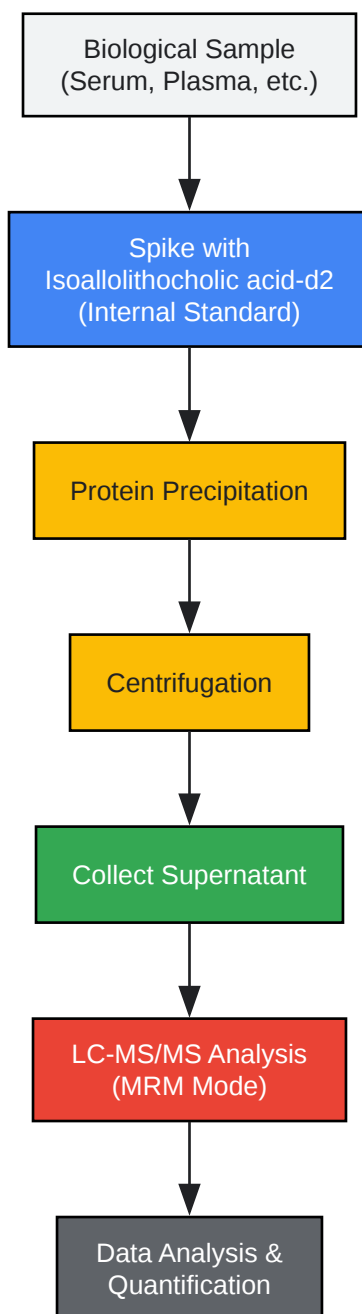 Biological Sample
(Serum, Plasma, etc.)
Spike with
Isoallolithocholic acid-d2
(Internal Standard)
Protein Precipitation
Centrifugation
Collect Supernatant
LC-MS/MS Analysis
(MRM Mode)
Data Analysis &
Quantification